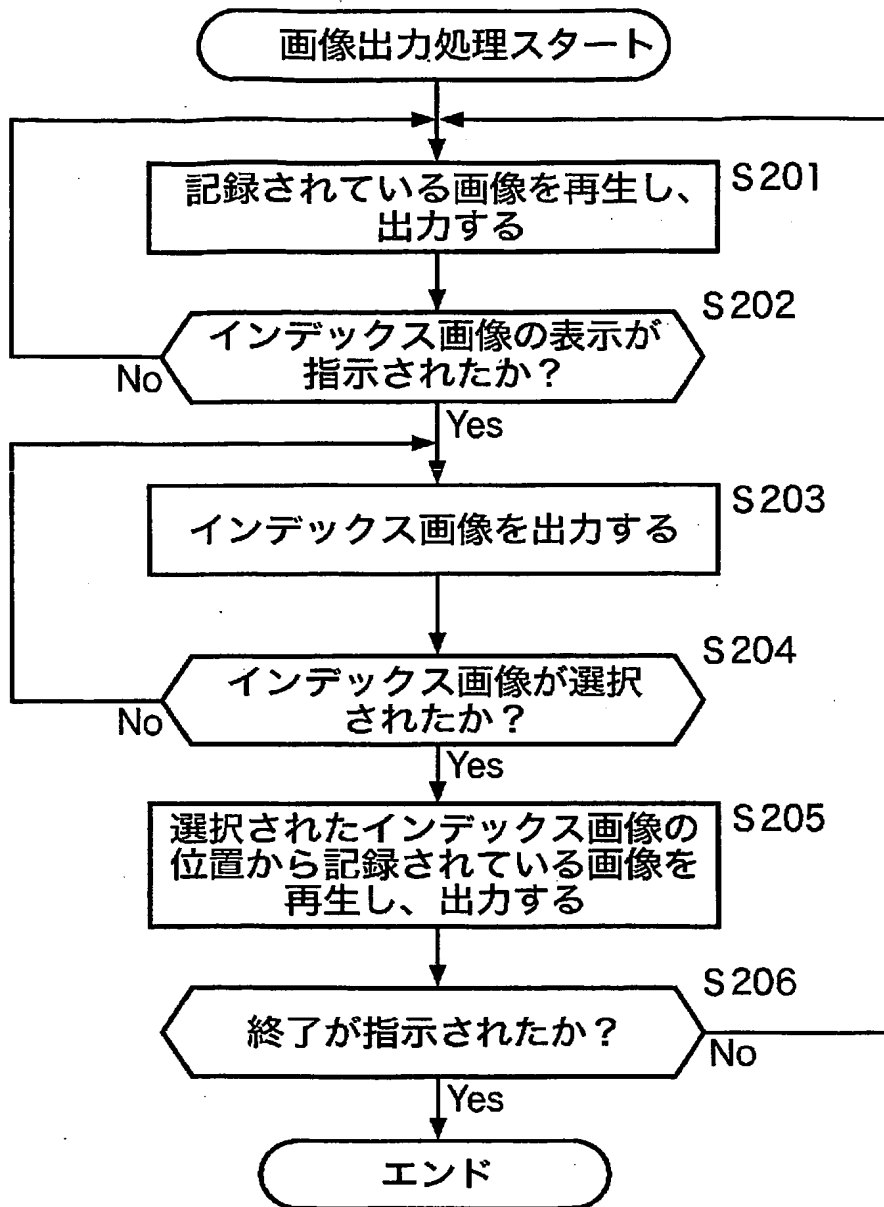 画像出力処理スタート
記録されている画像を再生し、
出力する
S201
インデックス画像の表示が
指示されたか？
S202
No
Yes
インデックス画像を出力する
S203
インデックス画像が選択
されたか？
S204
No
Yes
選択されたインデックス画像の
位置から記録されている画像を
再生し、出力する
S205
終了が指示されたか？
S206
No
Yes
エンド